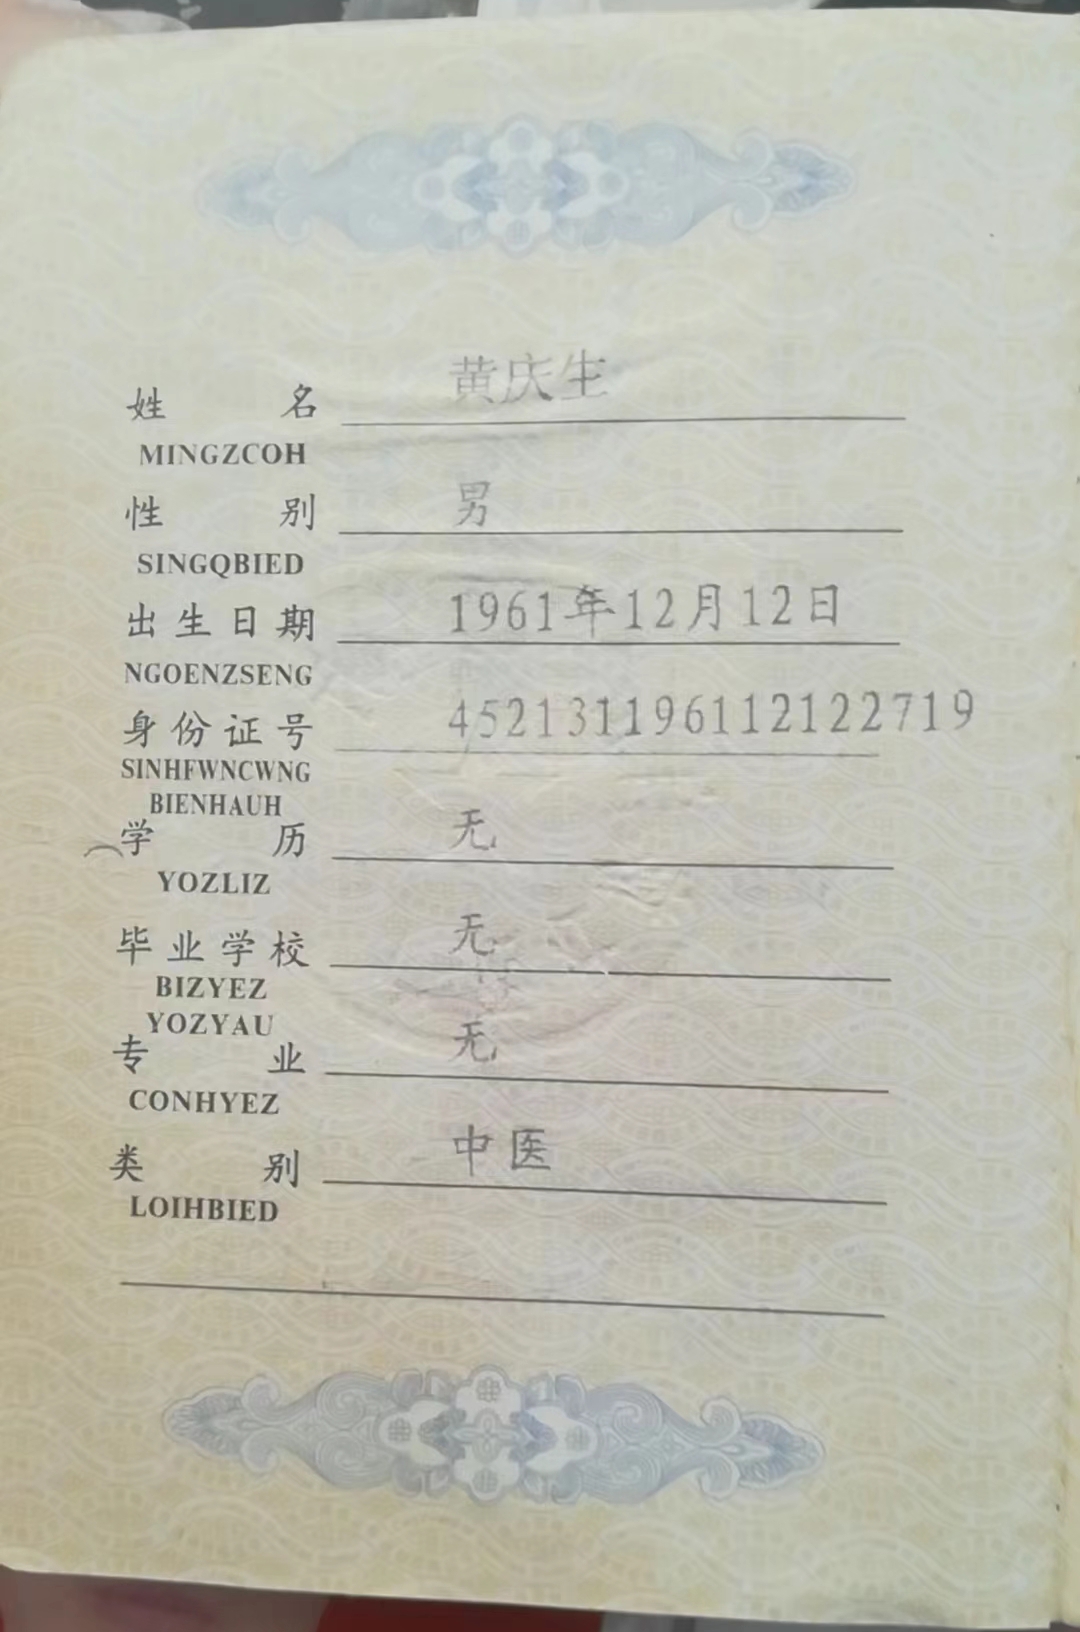 姓名 黄庆生
MINGZCOH
性别 男
SINGQBIED
出生日期 1961年12月12日
NGOENZSENG
身份证号 452131196112122719
SINHFWNCWNG
BIENHAUH
学历 无
YOZLIZ
毕业学校 无
BIZYEZ
YOZYAU
专业 无
CONHYEZ
类别 中医
LOIHBIED